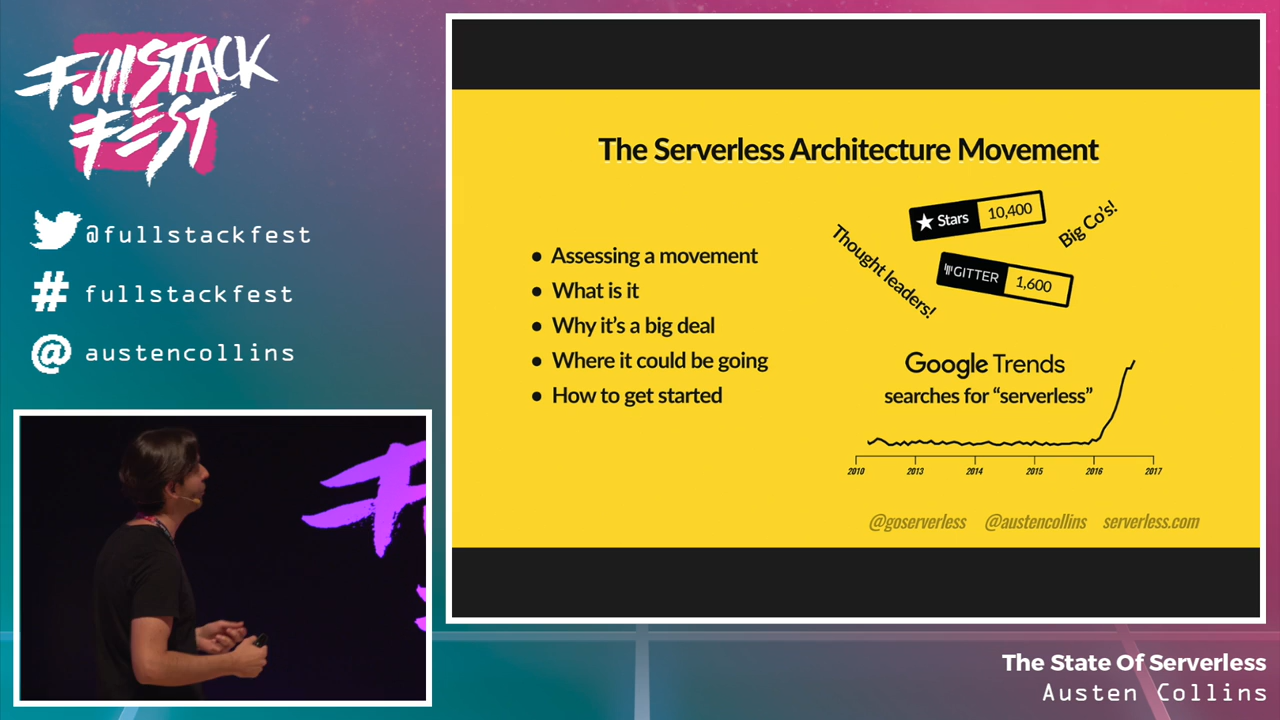 FullSTACK
FEST
@fullstackfest
# fullstackfest
@ austencollins
The Serverless Architecture Movement
• Assessing a movement
• What is it
• Why it's a big deal
• Where it could be going
• How to get started
★ Stars 10,400
Big Co's!
Thought leaders!
GITTER 1,600
Google Trends
searches for “serverless”
2010 2013 2014 2015 2016 2017
@goserverless @austencollins serverless.com
The State Of Serverless
Austen Collins